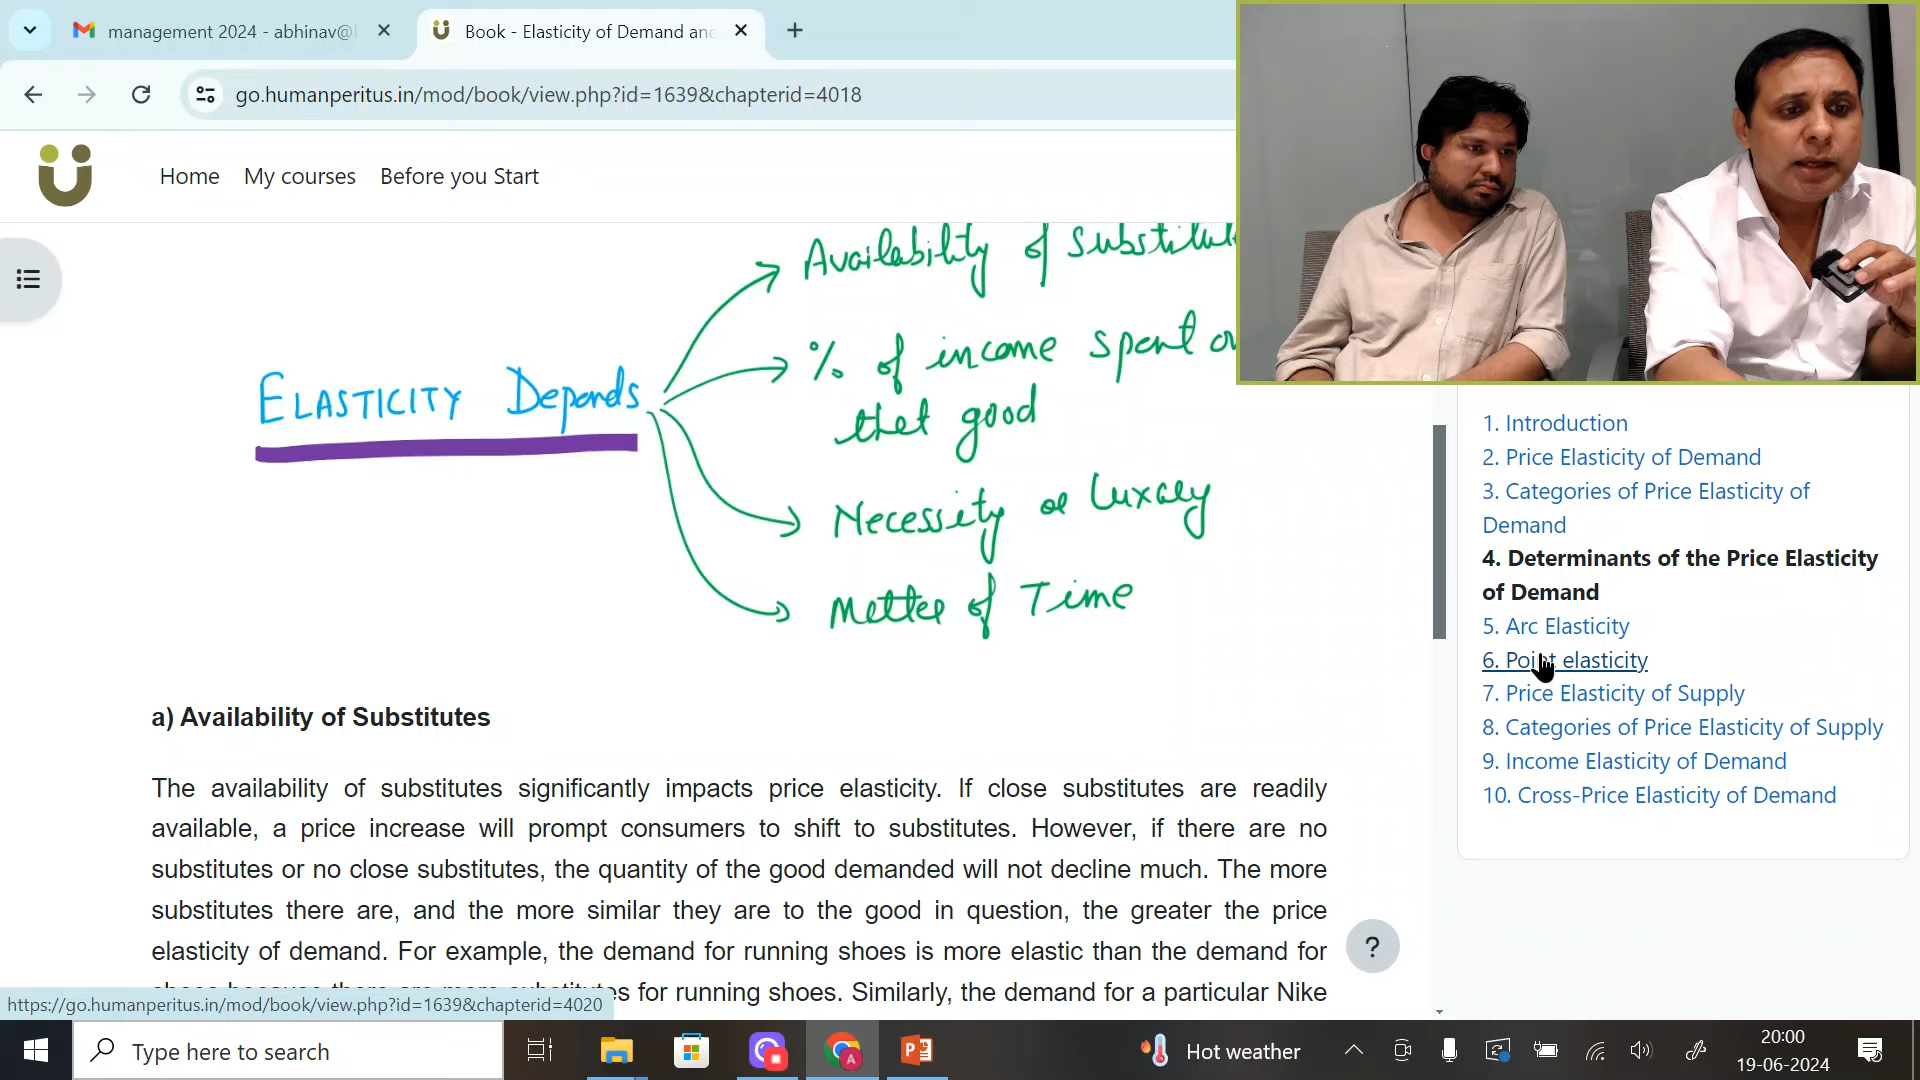 management 2024 - abhinav@
Book - Elasticity of Demand and
go.humanperitus.in/mod/book/view.php?id=1639&chapterid=4018
Home My courses Before you Start
Availability of Substitut
% of income spent on
that good
ELASTICITY Depends
Necessity or Luxury
Matter of Time
1. Introduction
2. Price Elasticity of Demand
3. Categories of Price Elasticity of
Demand
4. Determinants of the Price Elasticity
of Demand
5. Arc Elasticity
6. Point elasticity
7. Price Elasticity of Supply
8. Categories of Price Elasticity of Supply
9. Income Elasticity of Demand
10. Cross-Price Elasticity of Demand
a) Availability of Substitutes
The availability of substitutes significantly impacts price elasticity. If close substitutes are readily
available, a price increase will prompt consumers to shift to substitutes. However, if there are no
substitutes or no close substitutes, the quantity of the good demanded will not decline much. The more
substitutes there are, and the more similar they are to the good in question, the greater the price
elasticity of demand. For example, the demand for running shoes is more elastic than the demand for
shoes because there are more substitutes for running shoes. Similarly, the demand for a particular Nike
?
https://go.humanperitus.in/mod/book/view.php?id=1639&chapterid=4020
Type here to search
A
Hot weather
20:00
19-06-2024